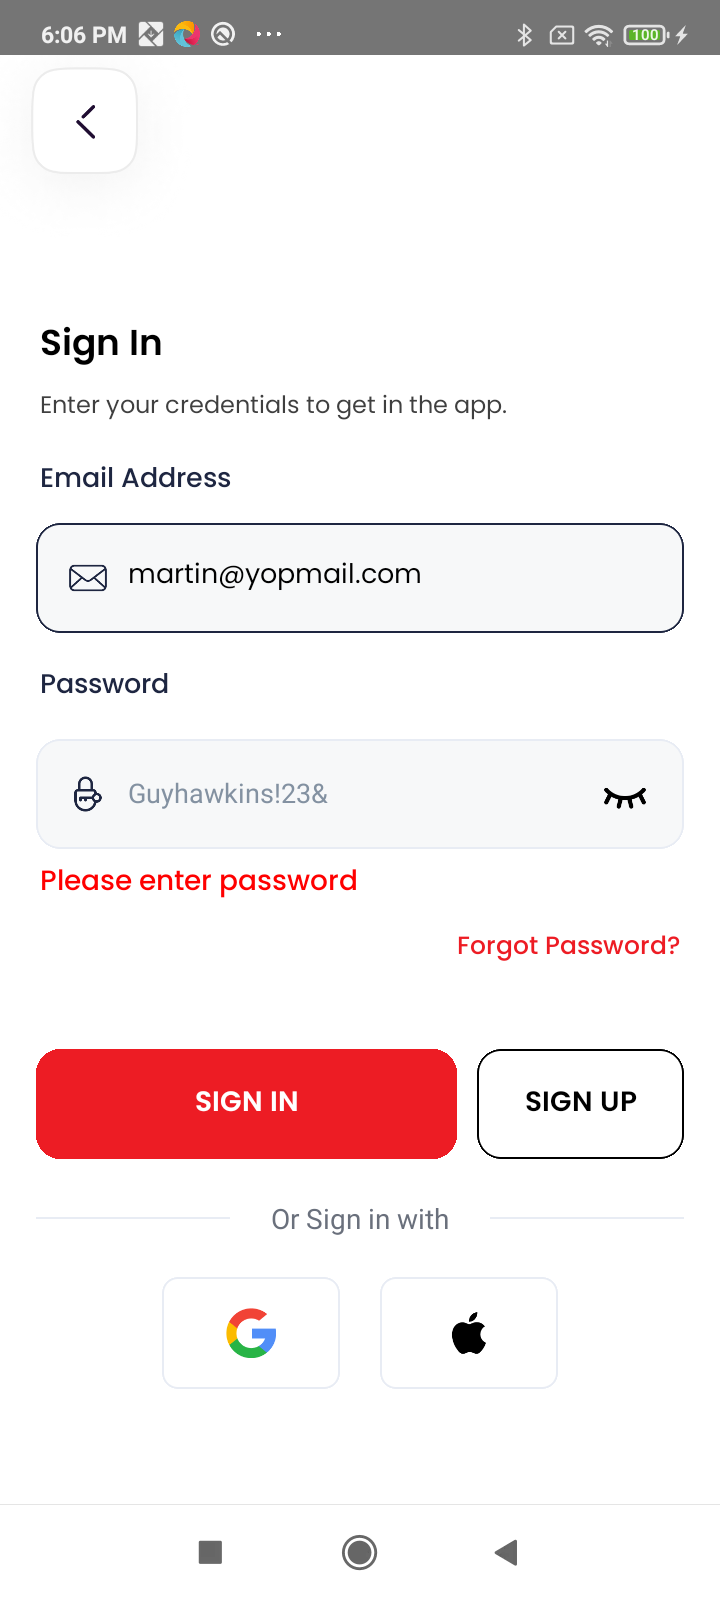 6:06 PM
100
Sign In
Enter your credentials to get in the app.
Email Address
martin@yopmail.com
Password
Guyhawkins!23&
Please enter password
Forgot Password?
SIGN IN
SIGN UP
Or Sign in with